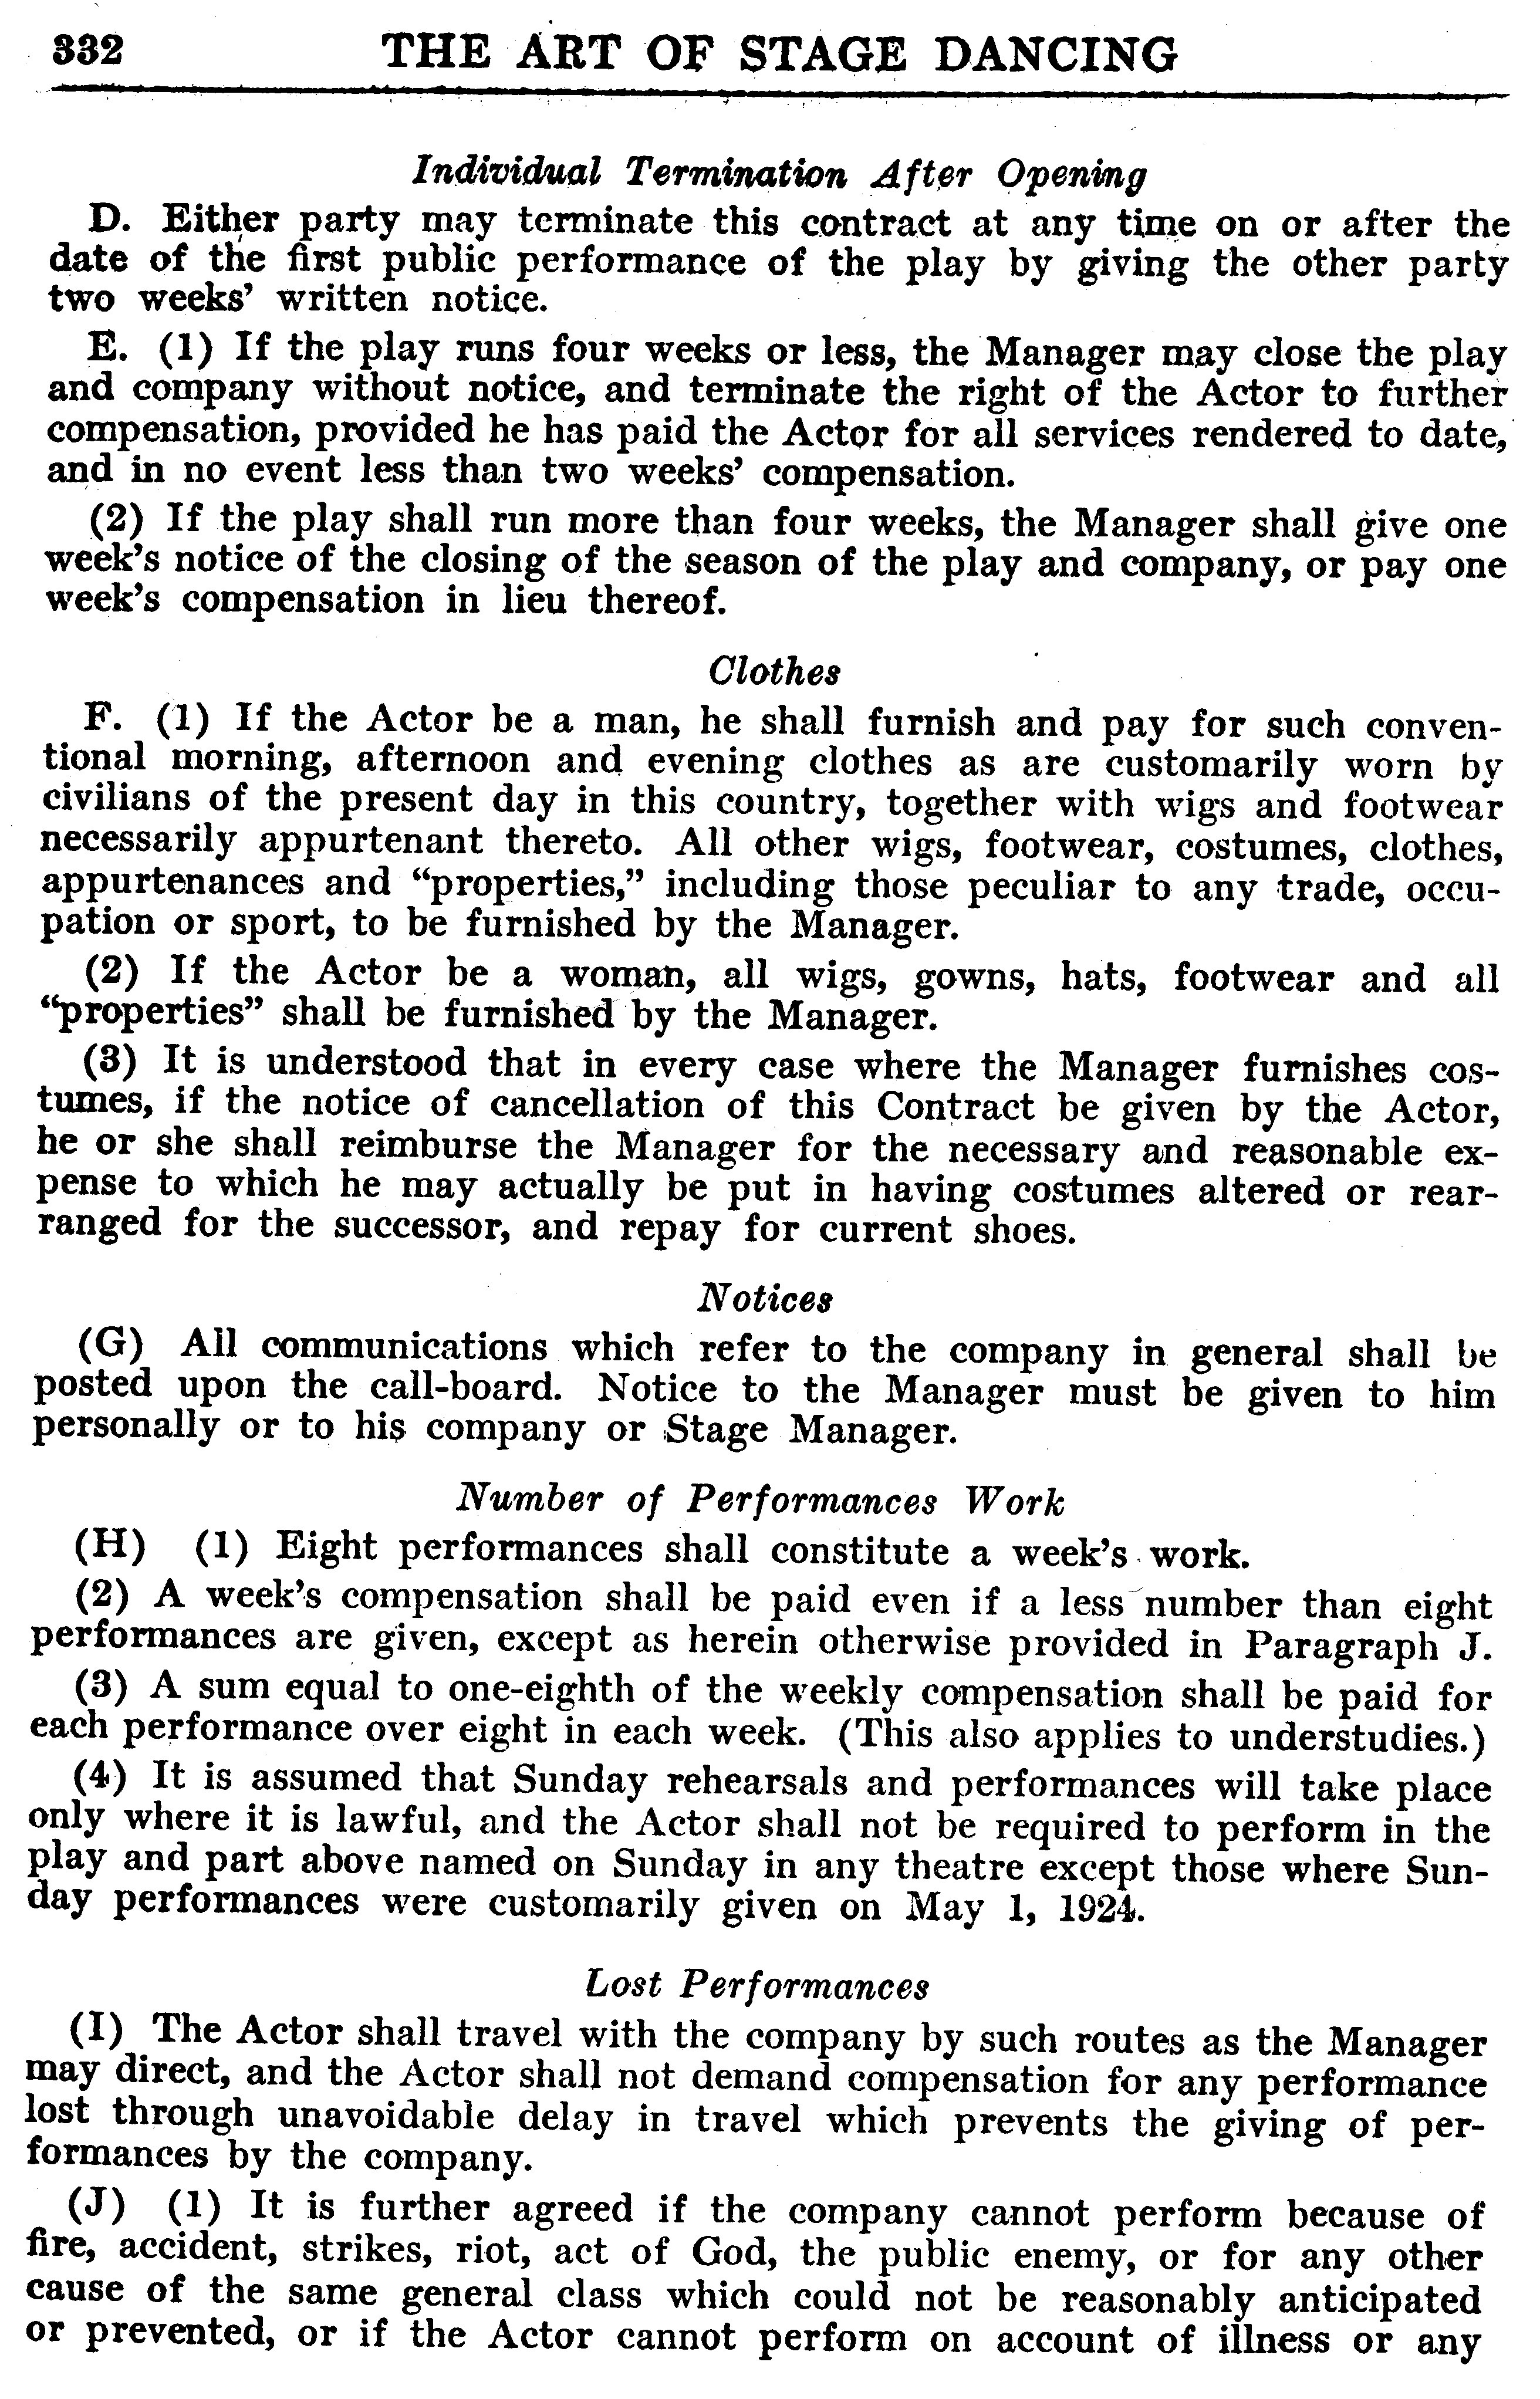 332 THE ART OF STAGE DANCING
Individual Termination After Opening
D. Either party may terminate this contract at any time on or after the
date of the first public performance of the play by giving the other party
two weeks' written notice.
E. (1) If the play runs four weeks or less, the Manager may close the play
and company without notice, and terminate the right of the Actor to further
compensation, provided he has paid the Actor for all services rendered to date,
and in no event less than two weeks' compensation.
(2) If the play shall run more than four weeks, the Manager shall give one
week's notice of the closing of the season of the play and company, or pay one
week's compensation in lieu thereof.
Clothes
F. (1) If the Actor be a man, he shall furnish and pay for such conven-
tional morning, afternoon and evening clothes as are customarily worn by
civilians of the present day in this country, together with wigs and footwear
necessarily appurtenant thereto. All other wigs, footwear, costumes, clothes,
appurtenances and “properties,” including those peculiar to any trade, occu-
pation or sport, to be furnished by the Manager.
(2) If the Actor be a woman, all wigs, gowns, hats, footwear and all
“properties” shall be furnished by the Manager.
(3) It is understood that in every case where the Manager furnishes cos-
tumes, if the notice of cancellation of this Contract be given by the Actor,
he or she shall reimburse the Manager for the necessary and reasonable ex-
pense to which he may actually be put in having costumes altered or rear-
ranged for the successor, and repay for current shoes.
Notices
(G) All communications which refer to the company in general shall be
posted upon the call-board. Notice to the Manager must be given to him
personally or to his company or Stage Manager.
Number of Performances Work
(H) (1) Eight performances shall constitute a week's work.
(2) A week's compensation shall be paid even if a less number than eight
performances are given, except as herein otherwise provided in Paragraph J.
(3) A sum equal to one-eighth of the weekly compensation shall be paid for
each performance over eight in each week. (This also applies to understudies.)
(4) It is assumed that Sunday rehearsals and performances will take place
only where it is lawful, and the Actor shall not be required to perform in the
play and part above named on Sunday in any theatre except those where Sun-
day performances were customarily given on May 1, 1924.
Lost Performances
(I) The Actor shall travel with the company by such routes as the Manager
may direct, and the Actor shall not demand compensation for any performance
lost through unavoidable delay in travel which prevents the giving of per-
formances by the company.
(J) (1) It is further agreed if the company cannot perform because of
fire, accident, strikes, riot, act of God, the public enemy, or for any other
cause of the same general class which could not be reasonably anticipated
or prevented, or if the Actor cannot perform on account of illness or any